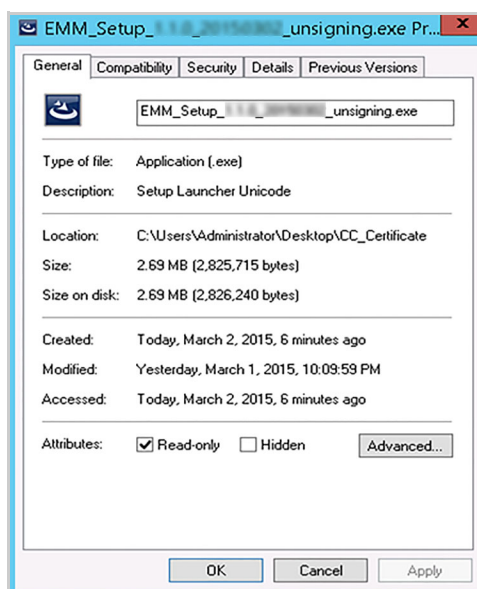 EMM_Setup_ _unsigning.exe Pr...
General Compatibility Security Details Previous Versions
EMM_Setup_ _unsigning.exe
Type of file: Application (.exe)
Description: Setup Launcher Unicode
Location: C:\Users\Administrator\Desktop\CC_Certificate
Size: 2.69 MB (2,825,715 bytes)
Size on disk: 2.69 MB (2,826,240 bytes)
Created: Today, March 2, 2015, 6 minutes ago
Modified: Yesterday, March 1, 2015, 10:09:59 PM
Accessed: Today, March 2, 2015, 6 minutes ago
Attributes: Read-only Hidden Advanced...
OK Cancel Apply